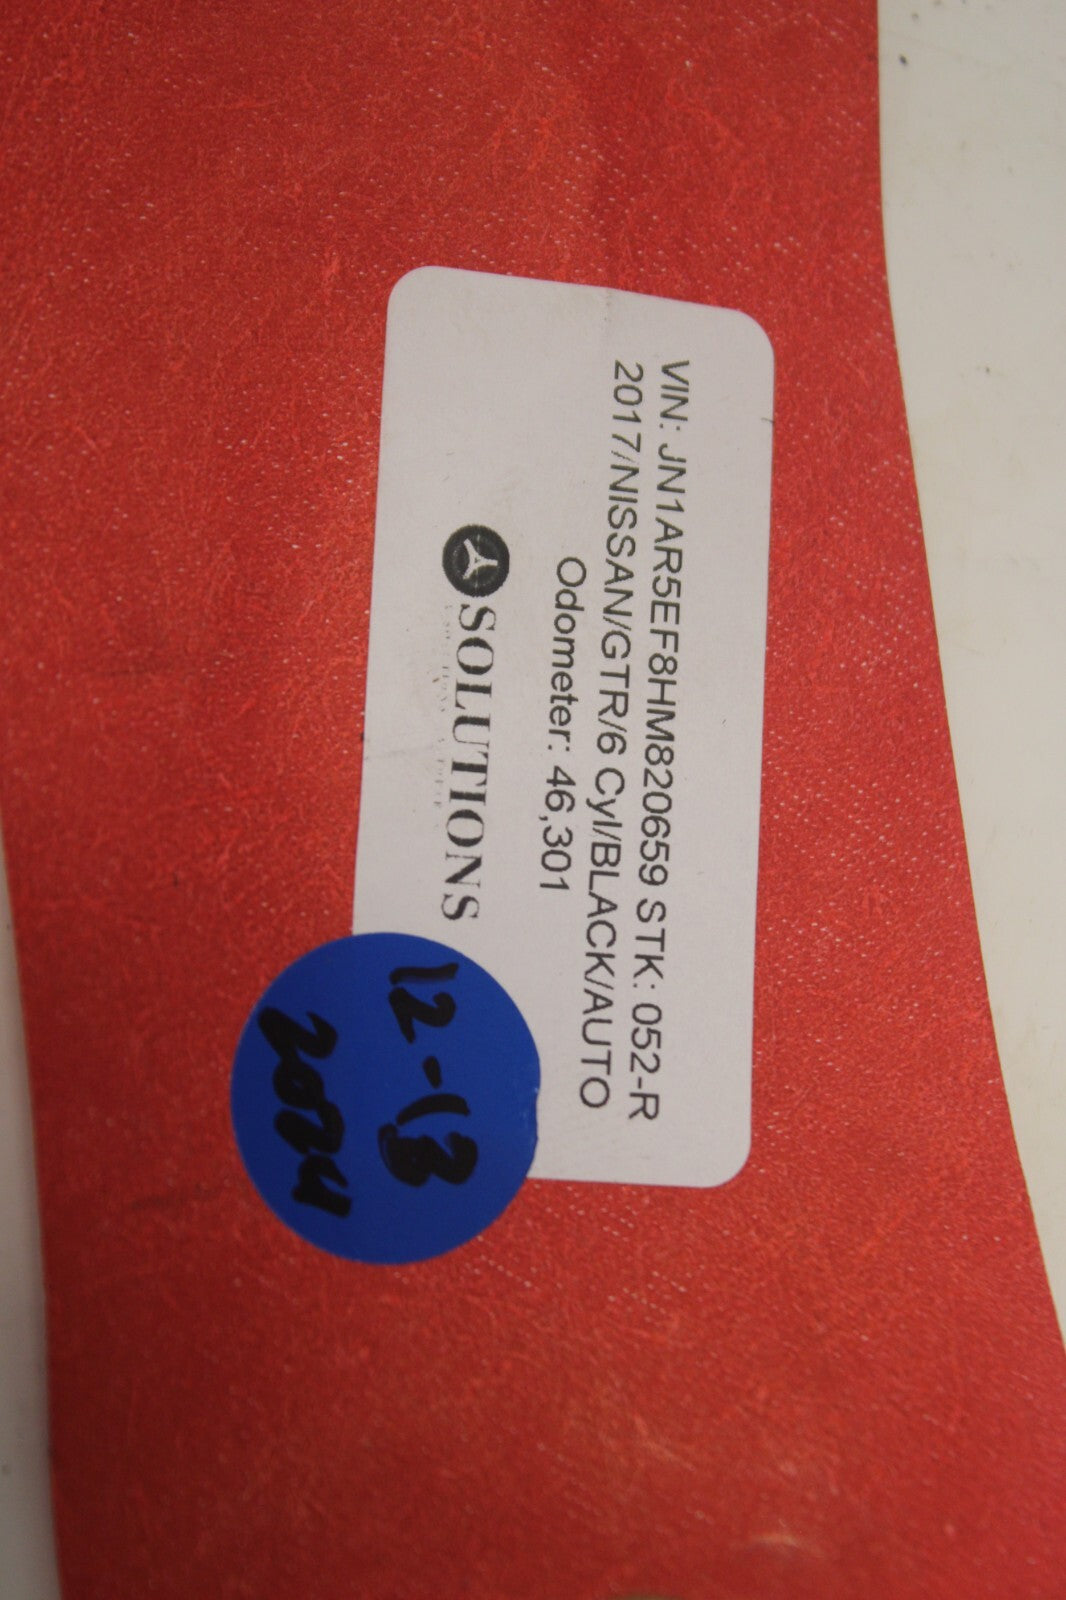 VIN: JN1AR5EF8HM820659 STK: 052-R
2017/NISSAN/GTR/6 Cyl/BLACK/AUTO
Odometer: 46,301
SOLUTIONS
12-13
2024